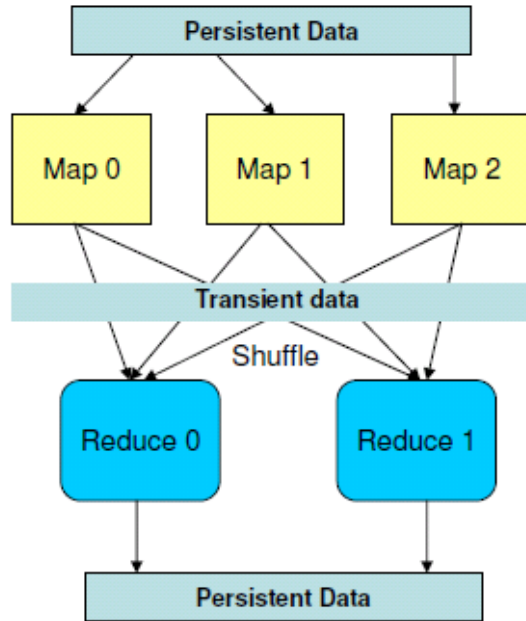 Persistent Data
Map 0
Map 1
Map 2
Transient data
Shuffle
Reduce 0
Reduce 1
Persistent Data